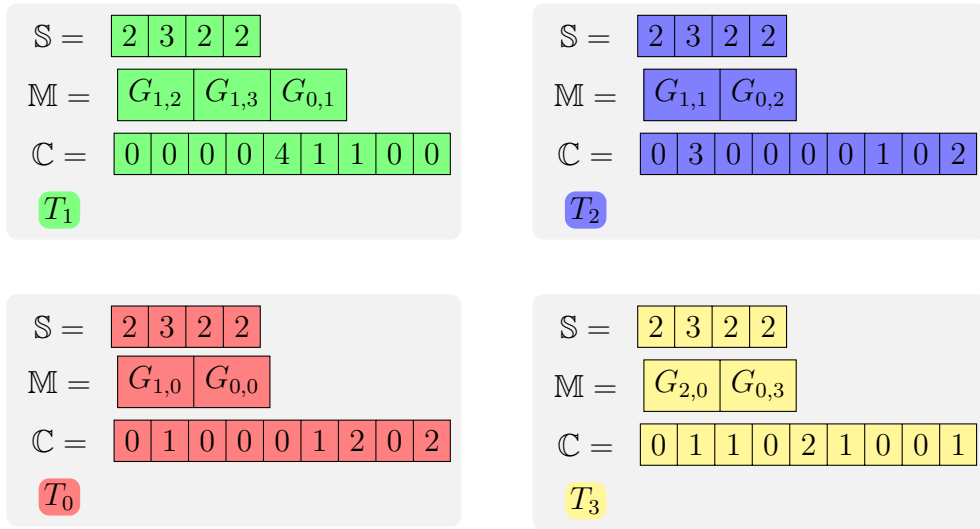 𝕊 = 2 3 2 2
𝕄 = G₁,₂ G₁,₃ G₀,₁
ℂ = 0 0 0 0 4 1 1 0 0
T₁
𝕊 = 2 3 2 2
𝕄 = G₁,₁ G₀,₂
ℂ = 0 3 0 0 0 0 1 0 2
T₂
𝕊 = 2 3 2 2
𝕄 = G₁,₀ G₀,₀
ℂ = 0 1 0 0 0 1 2 0 2
T₀
𝕊 = 2 3 2 2
𝕄 = G₂,₀ G₀,₃
ℂ = 0 1 1 0 2 1 0 0 1
T₃